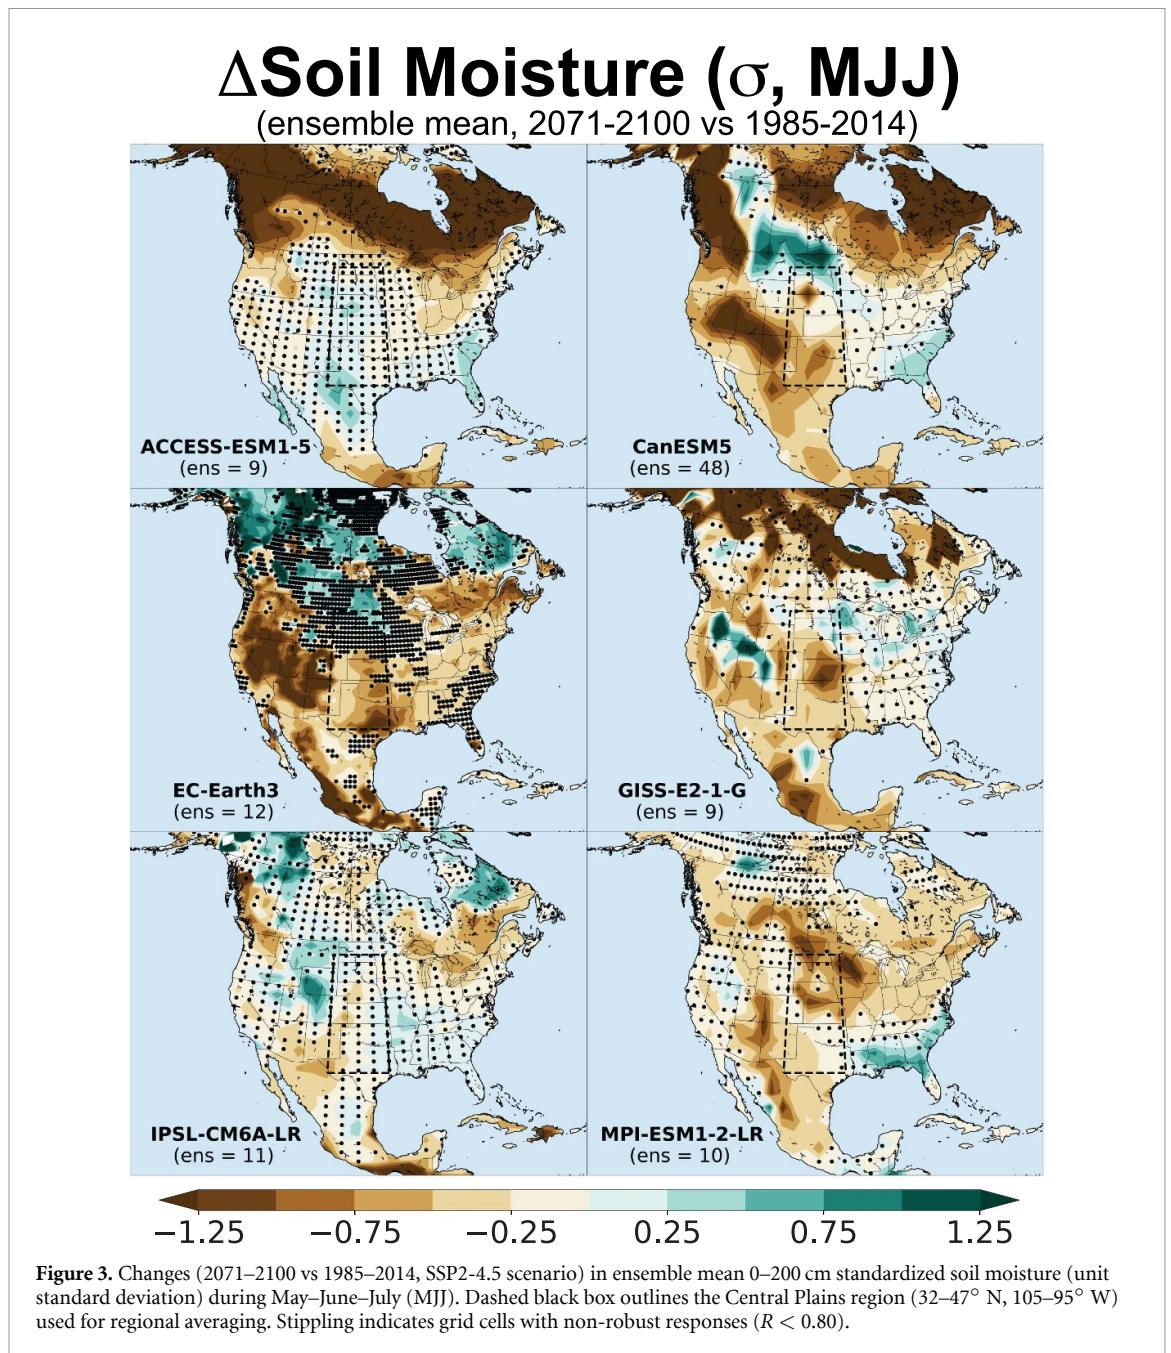 ΔSoil Moisture (σ, MJJ)
(ensemble mean, 2071-2100 vs 1985-2014)
ACCESS-ESM1-5
(ens = 9)
CanESM5
(ens = 48)
EC-Earth3
(ens = 12)
GISS-E2-1-G
(ens = 9)
IPSL-CM6A-LR
(ens = 11)
MPI-ESM1-2-LR
(ens = 10)
−1.25 −0.75 −0.25 0.25 0.75 1.25
Figure 3. Changes (2071–2100 vs 1985–2014, SSP2-4.5 scenario) in ensemble mean 0–200 cm standardized soil moisture (unit
standard deviation) during May–June–July (MJJ). Dashed black box outlines the Central Plains region (32–47° N, 105–95° W)
used for regional averaging. Stippling indicates grid cells with non-robust responses (R < 0.80).